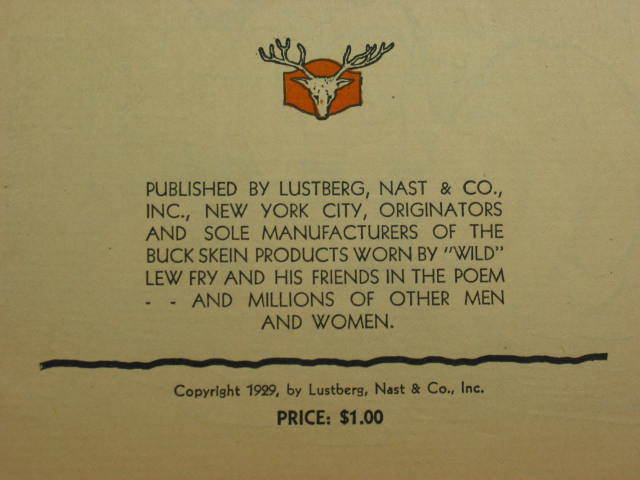 PUBLISHED BY LUSTBERG, NAST & CO.,
INC., NEW YORK CITY, ORIGINATORS
AND SOLE MANUFACTURERS OF THE
BUCK SKEIN PRODUCTS WORN BY "WILD"
LEW FRY AND HIS FRIENDS IN THE POEM
- - AND MILLIONS OF OTHER MEN
AND WOMEN.
Copyright 1929, by Lustberg, Nast & Co., Inc.
PRICE: $1.00